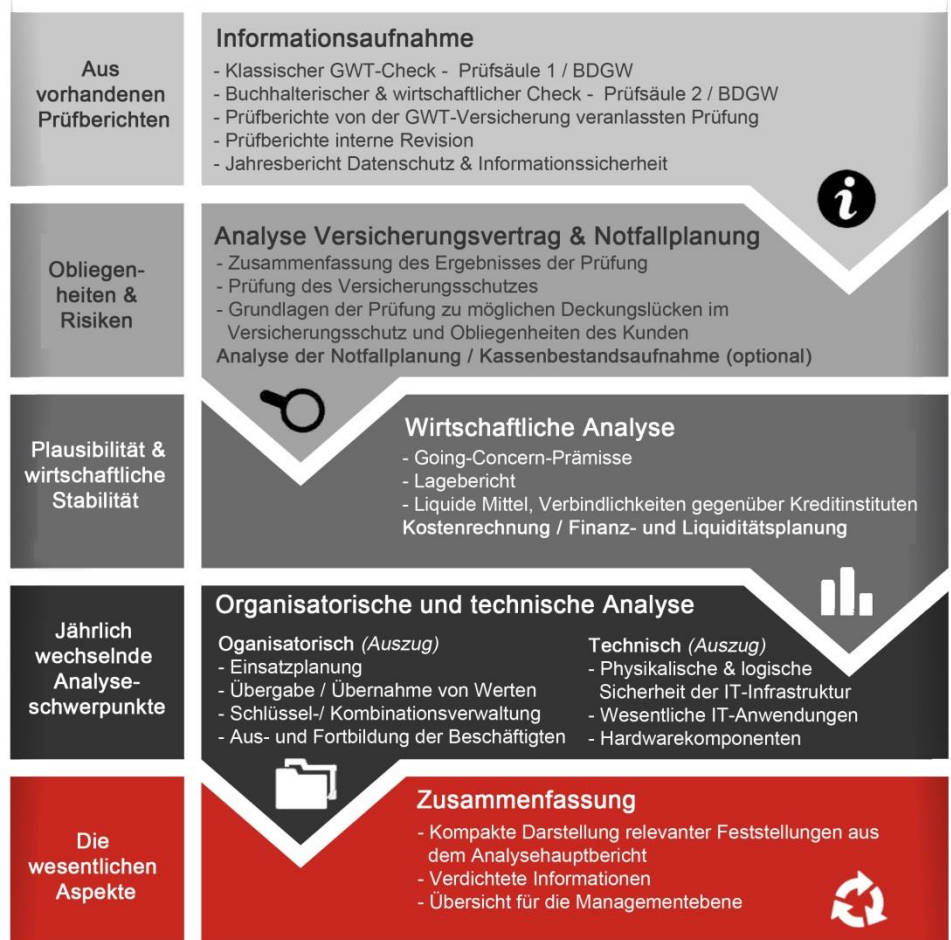 Aus
vorhandenen
Prüfberichten
Informationsaufnahme
- Klassischer GWT-Check - Prüfsäule 1 / BDGW
- Buchhalterischer & wirtschaftlicher Check - Prüfsäule 2 / BDGW
- Prüfberichte von der GWT-Versicherung veranlassten Prüfung
- Prüfberichte interne Revision
- Jahresbericht Datenschutz & Informationssicherheit
i
Obliegen-
heiten &
Risiken
Analyse Versicherungsvertrag & Notfallplanung
- Zusammenfassung des Ergebnisses der Prüfung
- Prüfung des Versicherungsschutzes
- Grundlagen der Prüfung zu möglichen Deckungslücken im
Versicherungsschutz und Obliegenheiten des Kunden
Analyse der Notfallplanung / Kassenbestandsaufnahme (optional)
Plausibilität &
wirtschaftliche
Stabilität
Wirtschaftliche Analyse
- Going-Concern-Prämisse
- Lagebericht
- Liquide Mittel, Verbindlichkeiten gegenüber Kreditinstituten
Kostenrechnung / Finanz- und Liquiditätsplanung
Jährlich
wechselnde
Analyse-
schwerpunkte
Organisatorische und technische Analyse
Oganisatorisch (Auszug)
- Einsatzplanung
- Übergabe / Übernahme von Werten
- Schlüssel-/ Kombinationsverwaltung
- Aus- und Fortbildung der Beschäftigten
Technisch (Auszug)
- Physikalische & logische
Sicherheit der IT-Infrastruktur
- Wesentliche IT-Anwendungen
- Hardwarekomponenten
Die
wesentlichen
Aspekte
Zusammenfassung
- Kompakte Darstellung relevanter Feststellungen aus
dem Analysehauptbericht
- Verdichtete Informationen
- Übersicht für die Managementebene